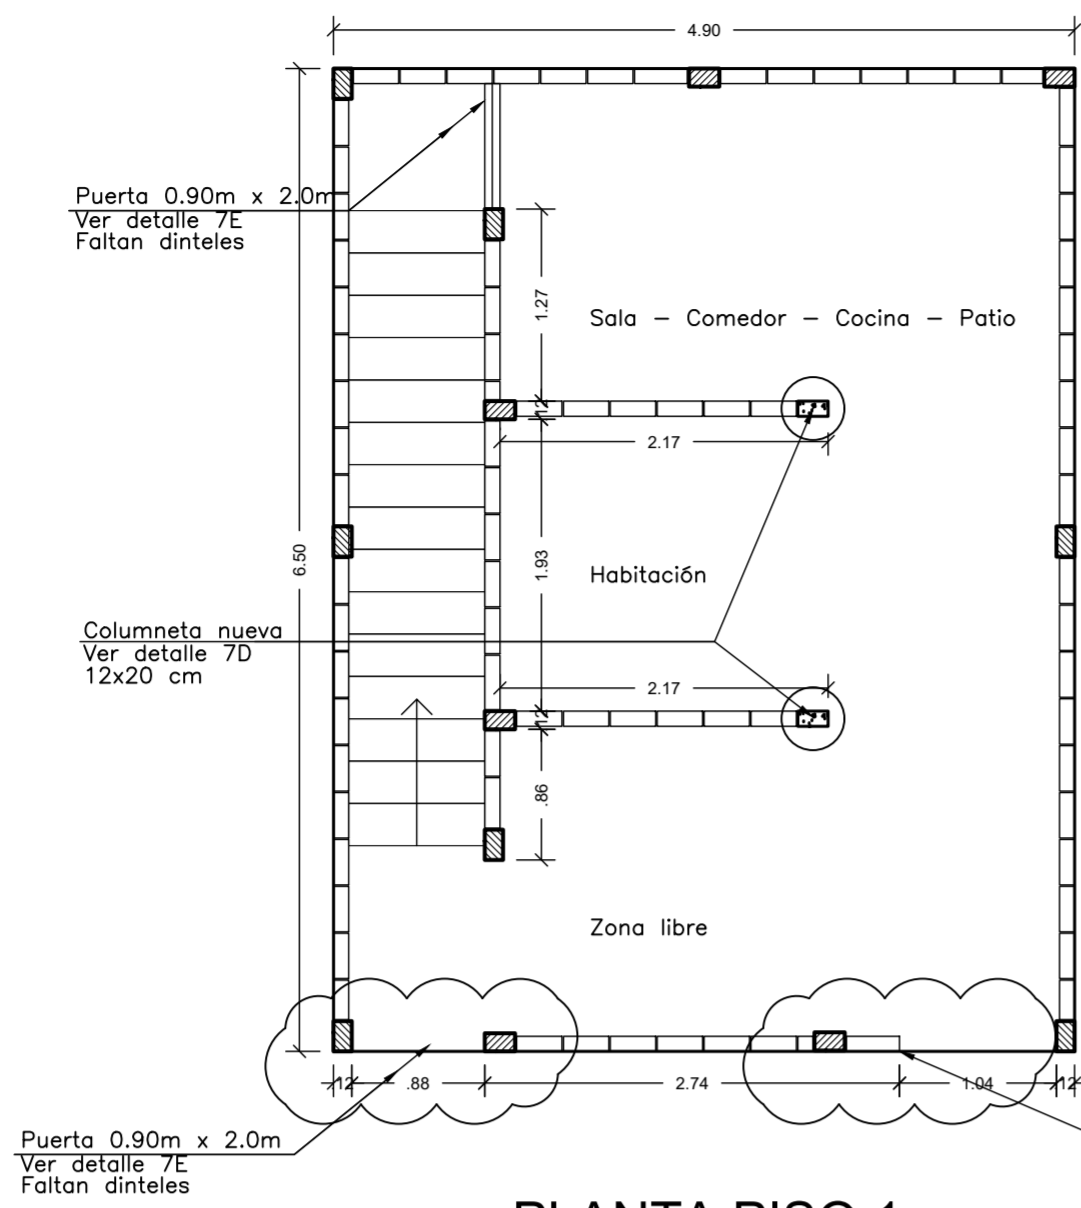 4.90
Puerta 0.90m x 2.0m
Ver detalle 7E
Faltan dinteles
1.27
Sala – Comedor – Cocina – Patio
12
2.17
6.50
1.93
Habitación
Columneta nueva
Ver detalle 7D
12x20 cm
2.17
12
.86
Zona libre
12
.88
2.74
1.04
12
Puerta 0.90m x 2.0m
Ver detalle 7E
Faltan dinteles
PLANTA PISO 1